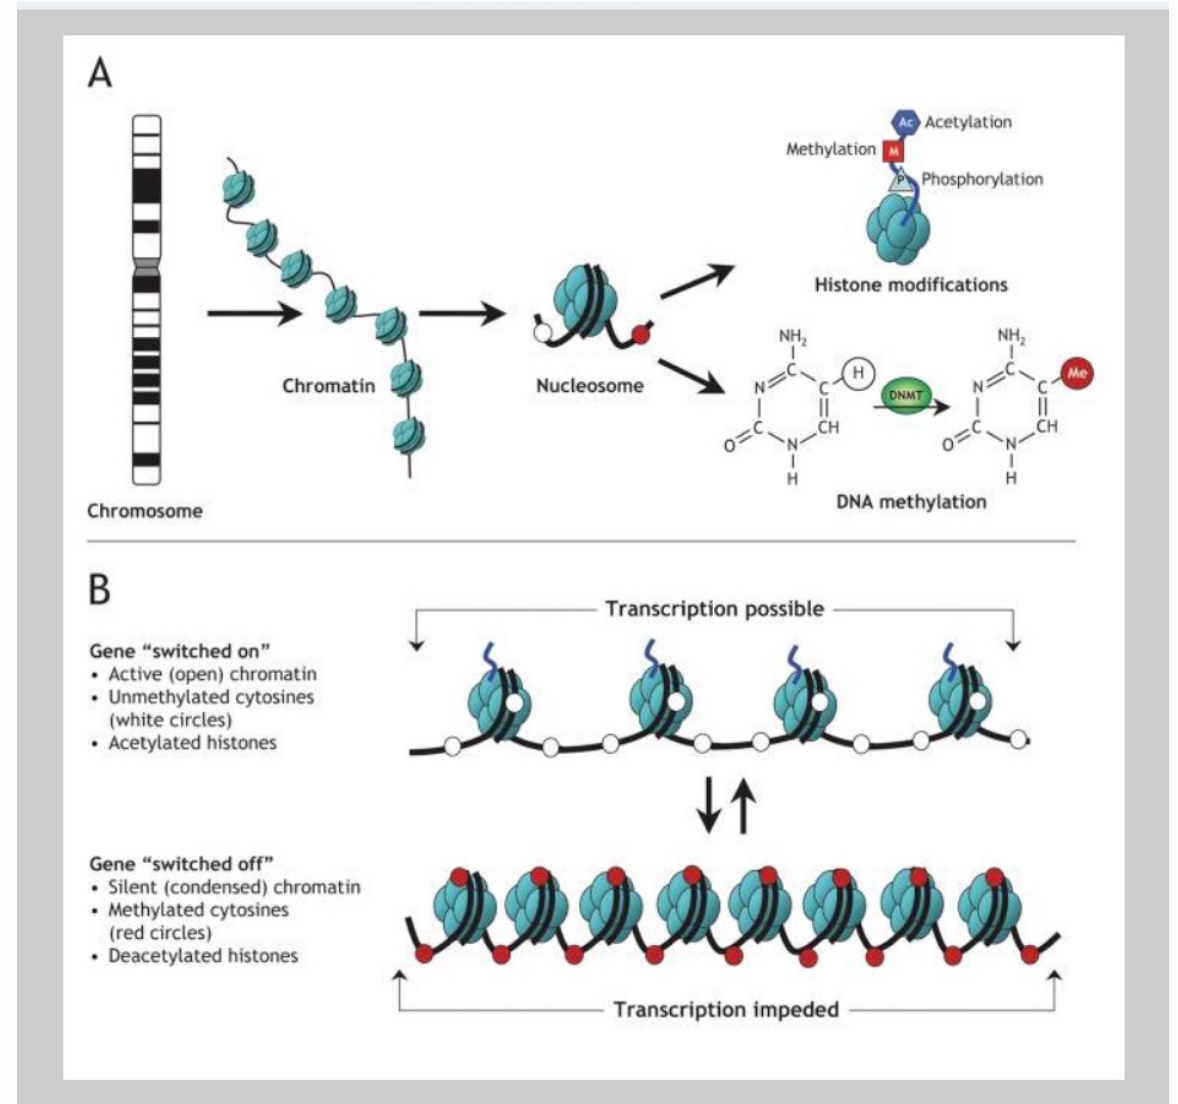 A
Ac Acetylation
Methylation M
P Phosphorylation
Histone modifications
Chromatin
Nucleosome
Chromosome
NH₂
C
N
C
H
C
CH
O
N
H
DNMT
NH₂
C
N
C
Me
C
CH
O
N
H
DNA methylation
B
Transcription possible
Gene “switched on”
• Active (open) chromatin
• Unmethylated cytosines
(white circles)
• Acetylated histones
Gene “switched off”
• Silent (condensed) chromatin
• Methylated cytosines
(red circles)
• Deacetylated histones
Transcription impeded